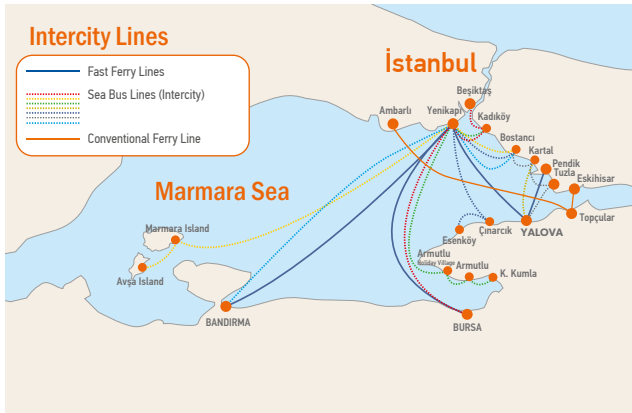 Intercity Lines
Fast Ferry Lines
Sea Bus Lines (Intercity)
Conventional Ferry Line
İstanbul
Beşiktaş
Ambarlı
Yenikapı
Kadıköy
Bostancı
Kartal
Pendik
Tuzla
Eskihisar
Marmara Sea
Topçular
Marmara Island
Çınarcık
YALOVA
Esenköy
Armutlu
Holiday Village
Armutlu
K. Kumla
Avşa Island
BANDIRMA
BURSA